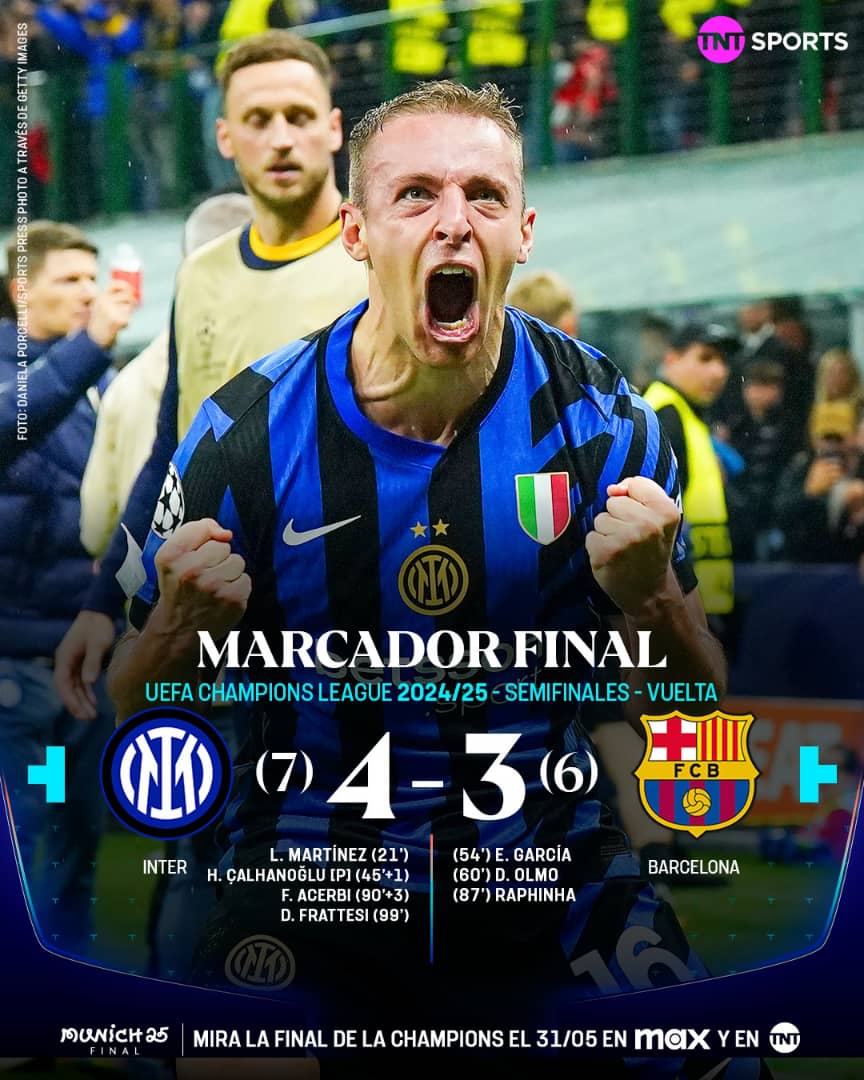 TNT SPORTS
FOTO: DANIELA PORCELLI/SPORTS PRESS PHOTO A TRAVÉS DE GETTY IMAGES
MARCADOR FINAL
UEFA CHAMPIONS LEAGUE 2024/25 - SEMIFINALES - VUELTA
(7) 4 - 3 (6)
FCB
INTER
L. MARTÍNEZ (21')
H. ÇALHANOĞLU [P] (45'+1)
F. ACERBI (90'+3)
D. FRATTESI (99')
(54') E. GARCÍA
(60') D. OLMO
(87') RAPHINHA
BARCELONA
16
MUNICH 25
FINAL
MIRA LA FINAL DE LA CHAMPIONS EL 31/05 EN max Y EN TNT